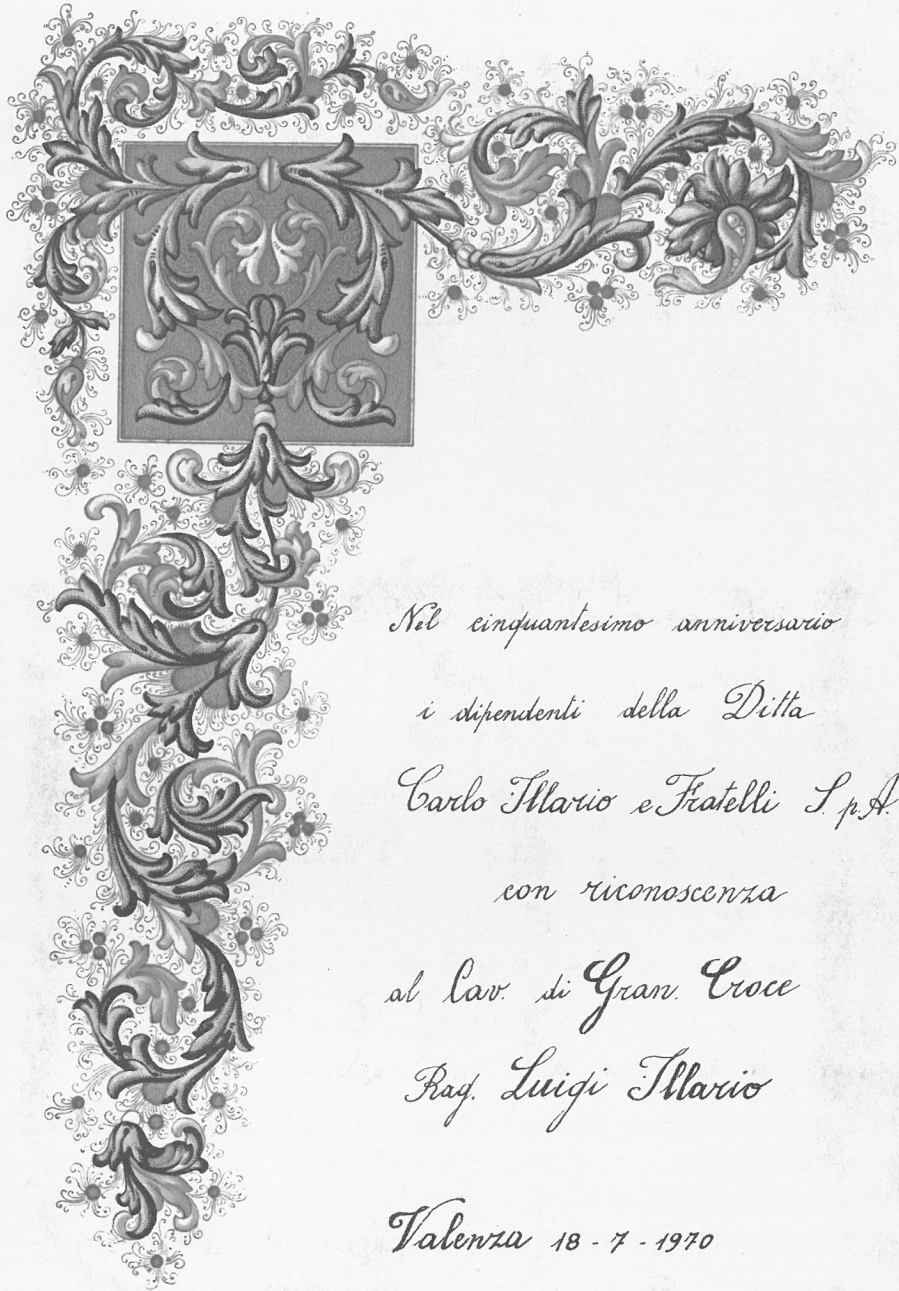 Nel cinquantesimo anniversario
i dipendenti della Ditta
Carlo Illario e Fratelli S. p. A.
con riconoscenza
al Cav. di Gran. Croce
Rag. Luigi Illario
Valenza 18 - 7 - 1970